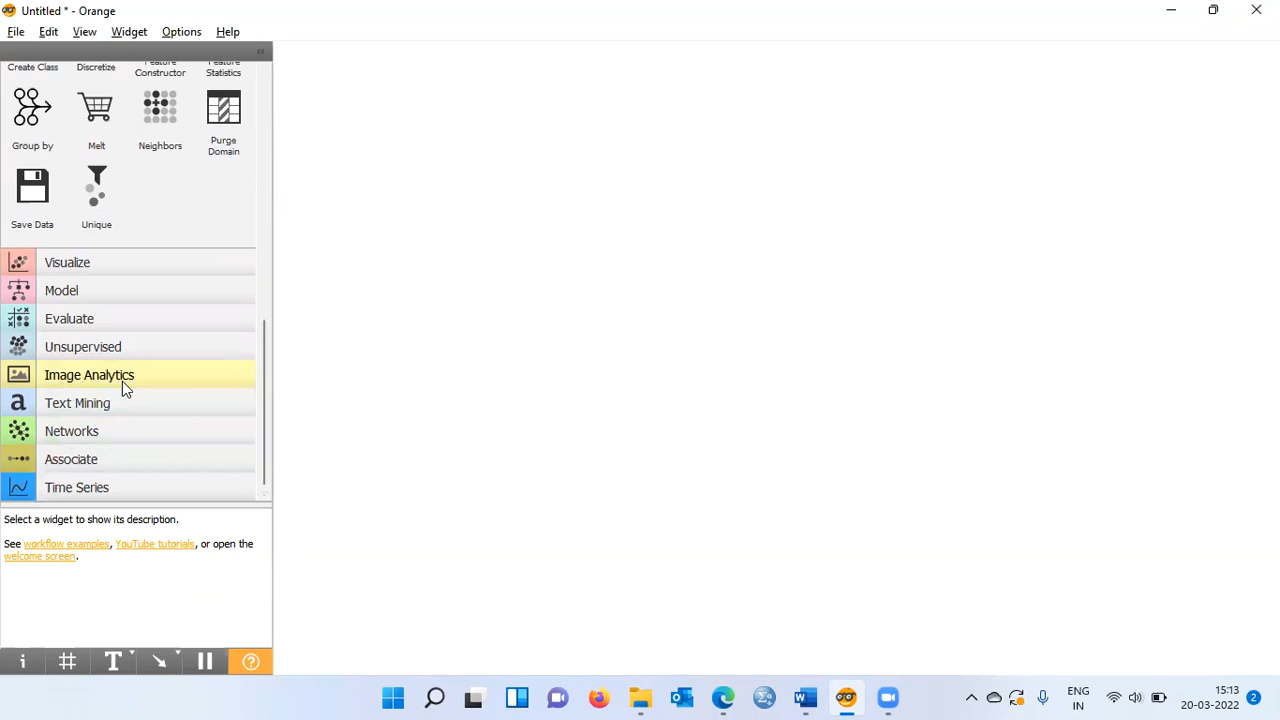 Untitled * - Orange
File Edit View Widget Options Help
Create Class Discretize Feature Constructor Feature Statistics
Group by Melt Neighbors Purge Domain
Save Data Unique
Visualize
Model
Evaluate
Unsupervised
Image Analytics
a Text Mining
Networks
Associate
Time Series
Select a widget to show its description.
See workflow examples, YouTube tutorials, or open the
welcome screen.
ENG
IN
15:13
20-03-2022
2